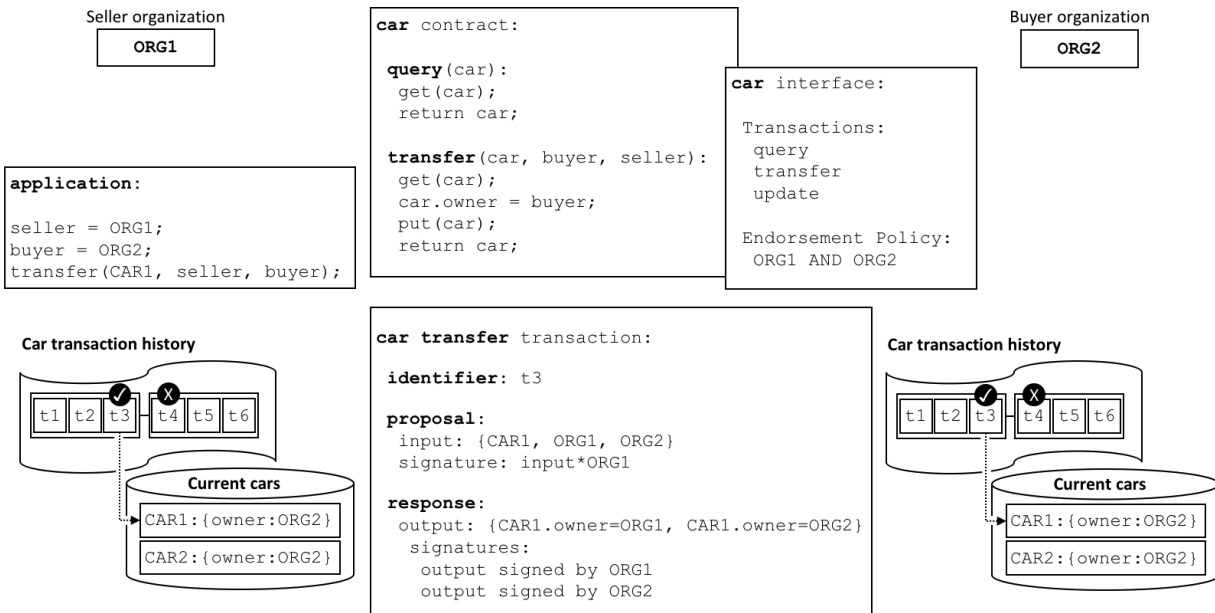 Seller organization
ORG1
car contract:
query(car):
get(car);
return car;
transfer(car, buyer, seller):
get(car);
car.owner = buyer;
put(car);
return car;
Buyer organization
ORG2
car interface:
Transactions:
query
transfer
update
Endorsement Policy:
ORG1 AND ORG2
application:
seller = ORG1;
buyer = ORG2;
transfer(CAR1, seller, buyer);
Car transaction history
✓ X
t1 t2 t3 t4 t5 t6
Current cars
CAR1:{owner:ORG2}
CAR2:{owner:ORG2}
car transfer transaction:
identifier: t3
proposal:
input: {CAR1, ORG1, ORG2}
signature: input*ORG1
response:
output: {CAR1.owner=ORG1, CAR1.owner=ORG2}
signatures:
output signed by ORG1
output signed by ORG2
Car transaction history
✓ X
t1 t2 t3 t4 t5 t6
Current cars
CAR1:{owner:ORG2}
CAR2:{owner:ORG2}